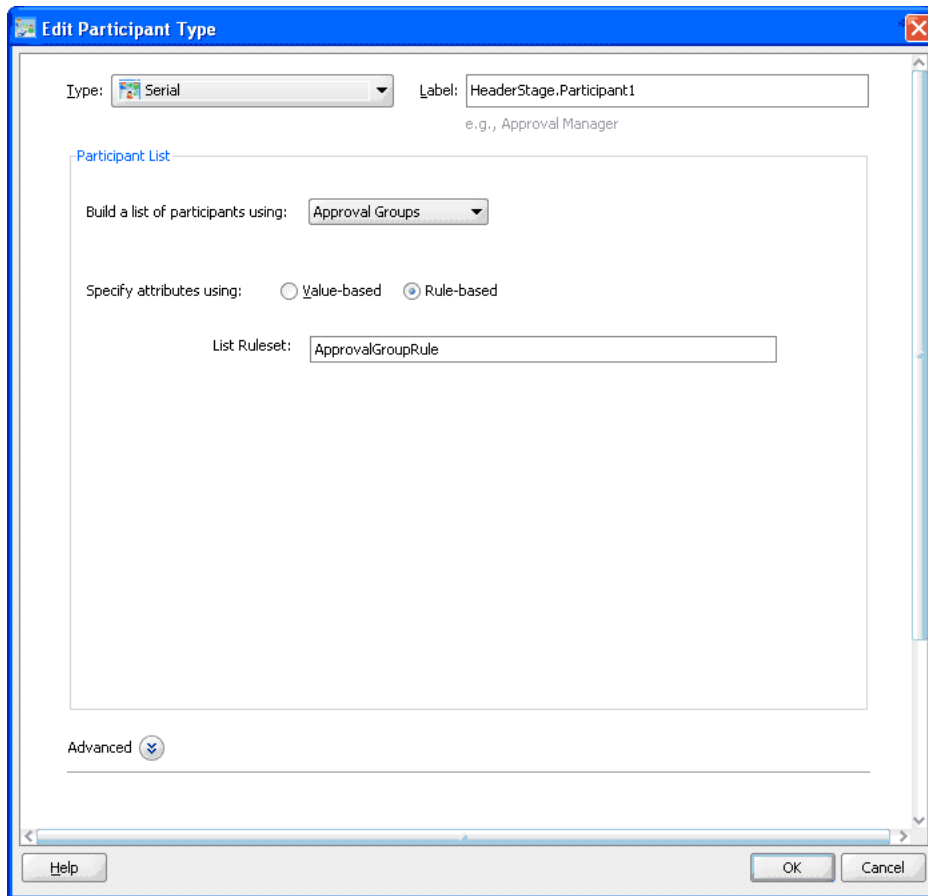 Edit Participant Type
Type: Serial Label: HeaderStage.Participant1
e.g., Approval Manager
Participant List
Build a list of participants using: Approval Groups
Specify attributes using: Value-based Rule-based
List Ruleset: ApprovalGroupRule
Advanced
Help OK Cancel